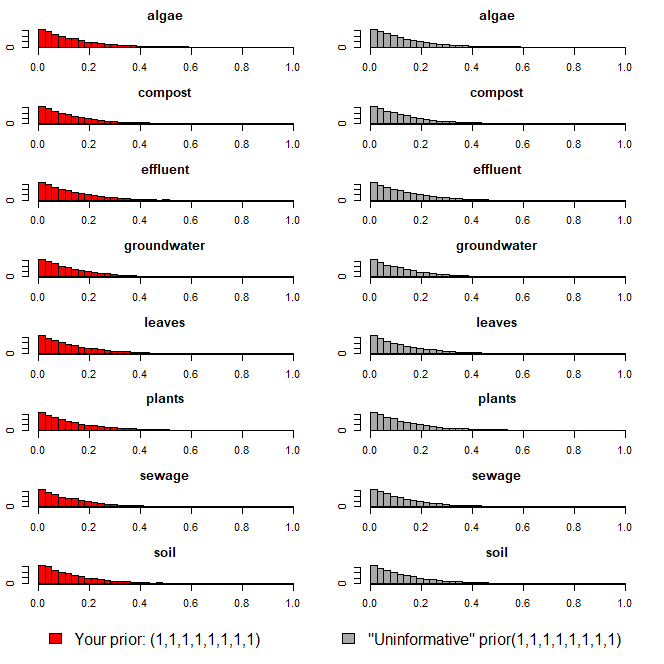 algae algae
0 0
0.0 0.2 0.4 0.6 0.8 1.0 0.0 0.2 0.4 0.6 0.8 1.0
compost compost
0 0
0.0 0.2 0.4 0.6 0.8 1.0 0.0 0.2 0.4 0.6 0.8 1.0
effluent effluent
0 0
0.0 0.2 0.4 0.6 0.8 1.0 0.0 0.2 0.4 0.6 0.8 1.0
groundwater groundwater
0 0
0.0 0.2 0.4 0.6 0.8 1.0 0.0 0.2 0.4 0.6 0.8 1.0
leaves leaves
0 0
0.0 0.2 0.4 0.6 0.8 1.0 0.0 0.2 0.4 0.6 0.8 1.0
plants plants
0 0
0.0 0.2 0.4 0.6 0.8 1.0 0.0 0.2 0.4 0.6 0.8 1.0
sewage sewage
0 0
0.0 0.2 0.4 0.6 0.8 1.0 0.0 0.2 0.4 0.6 0.8 1.0
soil soil
0 0
0.0 0.2 0.4 0.6 0.8 1.0 0.0 0.2 0.4 0.6 0.8 1.0
Your prior: (1,1,1,1,1,1,1,1) "Uninformative" prior(1,1,1,1,1,1,1,1)